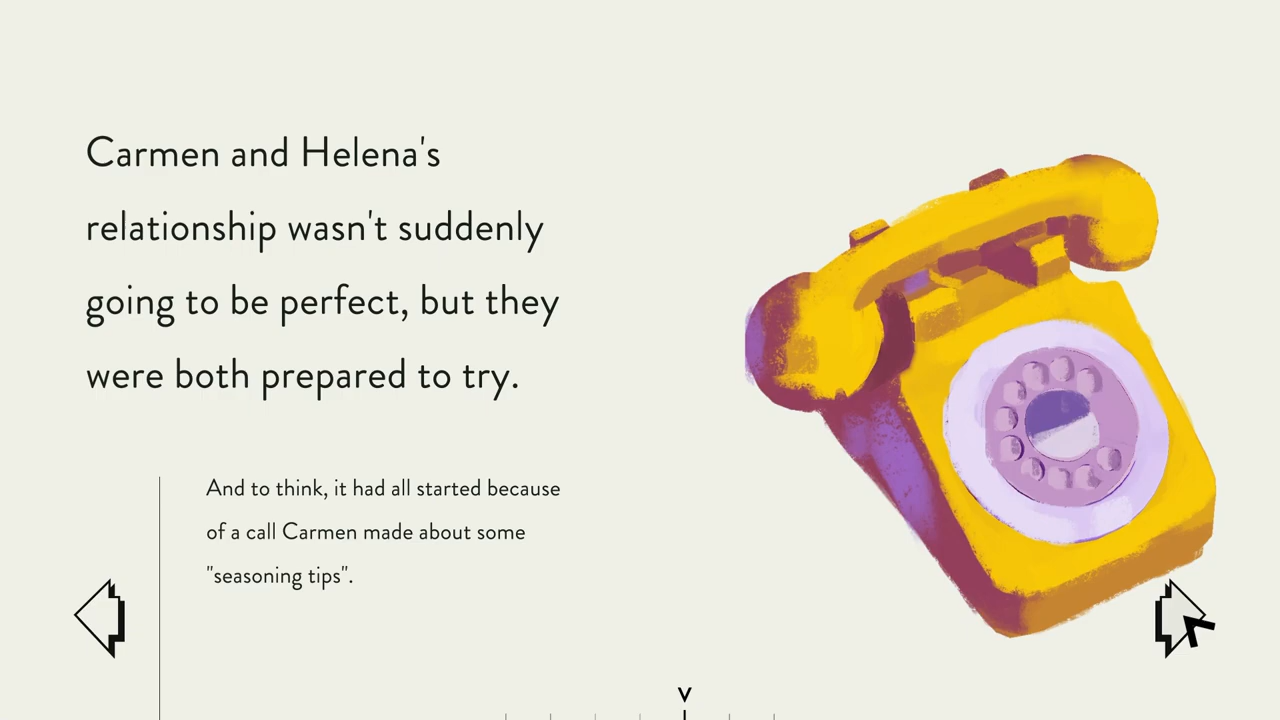 Carmen and Helena's
relationship wasn't suddenly
going to be perfect, but they
were both prepared to try.
And to think, it had all started because
of a call Carmen made about some
"seasoning tips".